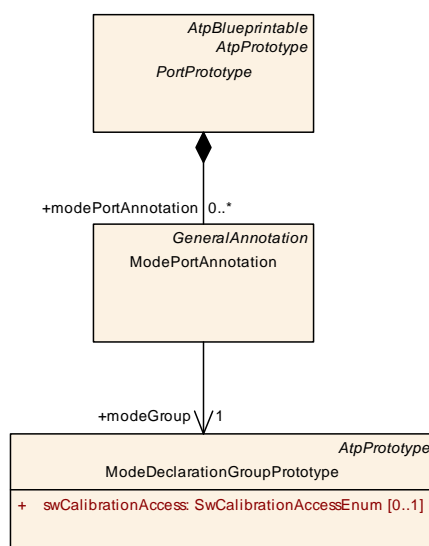 AtpBlueprintable
AtpPrototype
PortPrototype
+modePortAnnotation 0..*
GeneralAnnotation
ModePortAnnotation
+modeGroup 1
AtpPrototype
ModeDeclarationGroupPrototype
+ swCalibrationAccess: SwCalibrationAccessEnum [0..1]